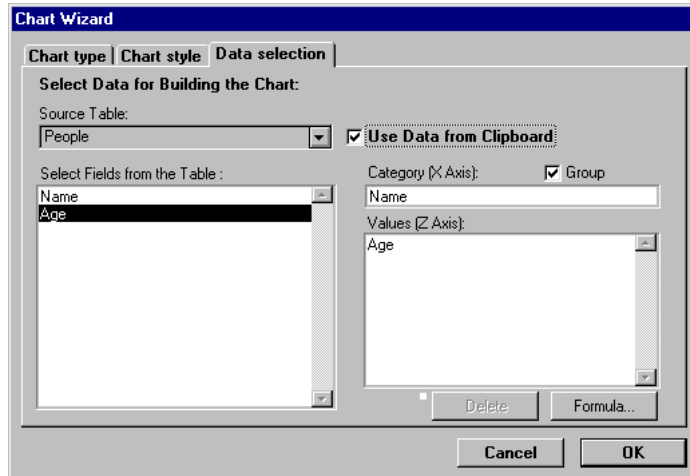 Chart Wizard
Chart type Chart style Data selection
Select Data for Building the Chart:
Source Table:
People
Use Data from Clipboard
Select Fields from the Table :
Name
Age
Category (X Axis):
Group
Name
Values (Z Axis):
Age
Delete
Formula...
Cancel
OK